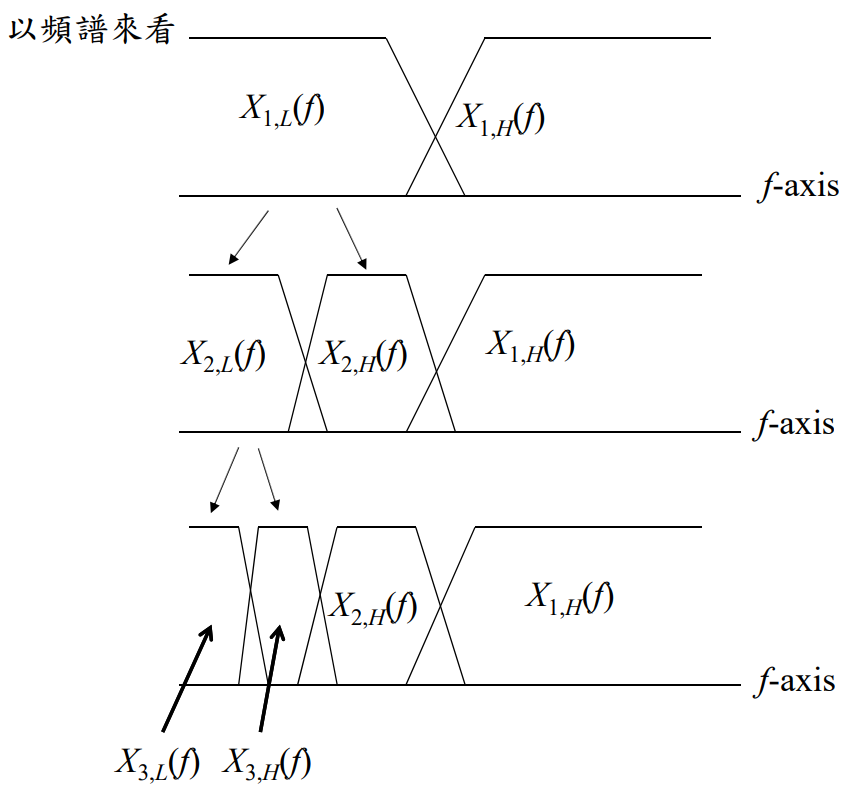 以頻譜來看
X1,L(f)
X1,H(f)
f-axis
X2,L(f)
X2,H(f)
X1,H(f)
f-axis
X2,H(f)
X1,H(f)
f-axis
X3,L(f)
X3,H(f)